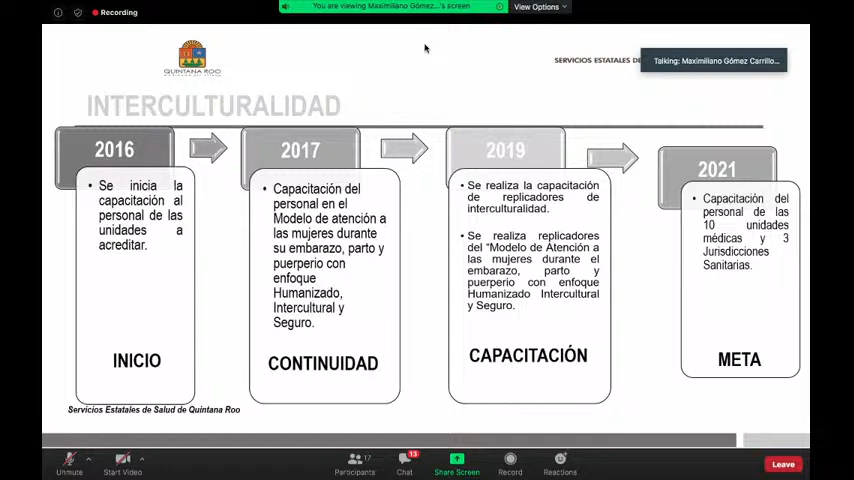 Recording
You are viewing Maximiliano Gómez...'s screen
View Options
QUINTANA ROO
SERVICIOS ESTATALES DE
Talking: Maximiliano Gómez Carrillo...
INTERCULTURALIDAD
2016
• Se inicia la
capacitación al
personal de las
unidades a
acreditar.
INICIO
2017
• Capacitación del
personal en el
Modelo de atención a
las mujeres durante
su embarazo, parto y
puerperio con
enfoque
Humanizado,
Intercultural y
Seguro.
CONTINUIDAD
2019
• Se realiza la capacitación
de replicadores de
interculturalidad.
• Se realiza replicadores
del "Modelo de Atención a
las mujeres durante el
embarazo, parto y
puerperio con enfoque
Humanizado Intercultural
y Seguro.
CAPACITACIÓN
2021
• Capacitación del
personal de las
10 unidades
médicas y 3
Jurisdicciones
Sanitarias.
META
Servicios Estatales de Salud de Quintana Roo
Unmute
Start Video
17
Participants
13
Chat
Share Screen
Record
Reactions
Leave